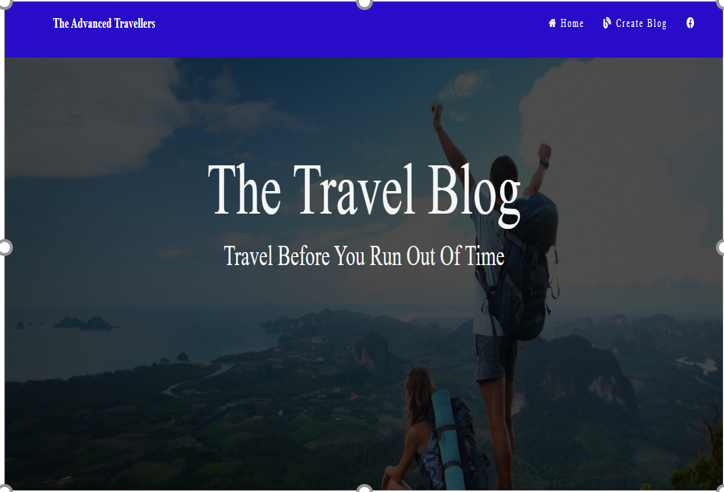 The Advanced Travellers
Home
Create Blog
The Travel Blog
Travel Before You Run Out Of Time